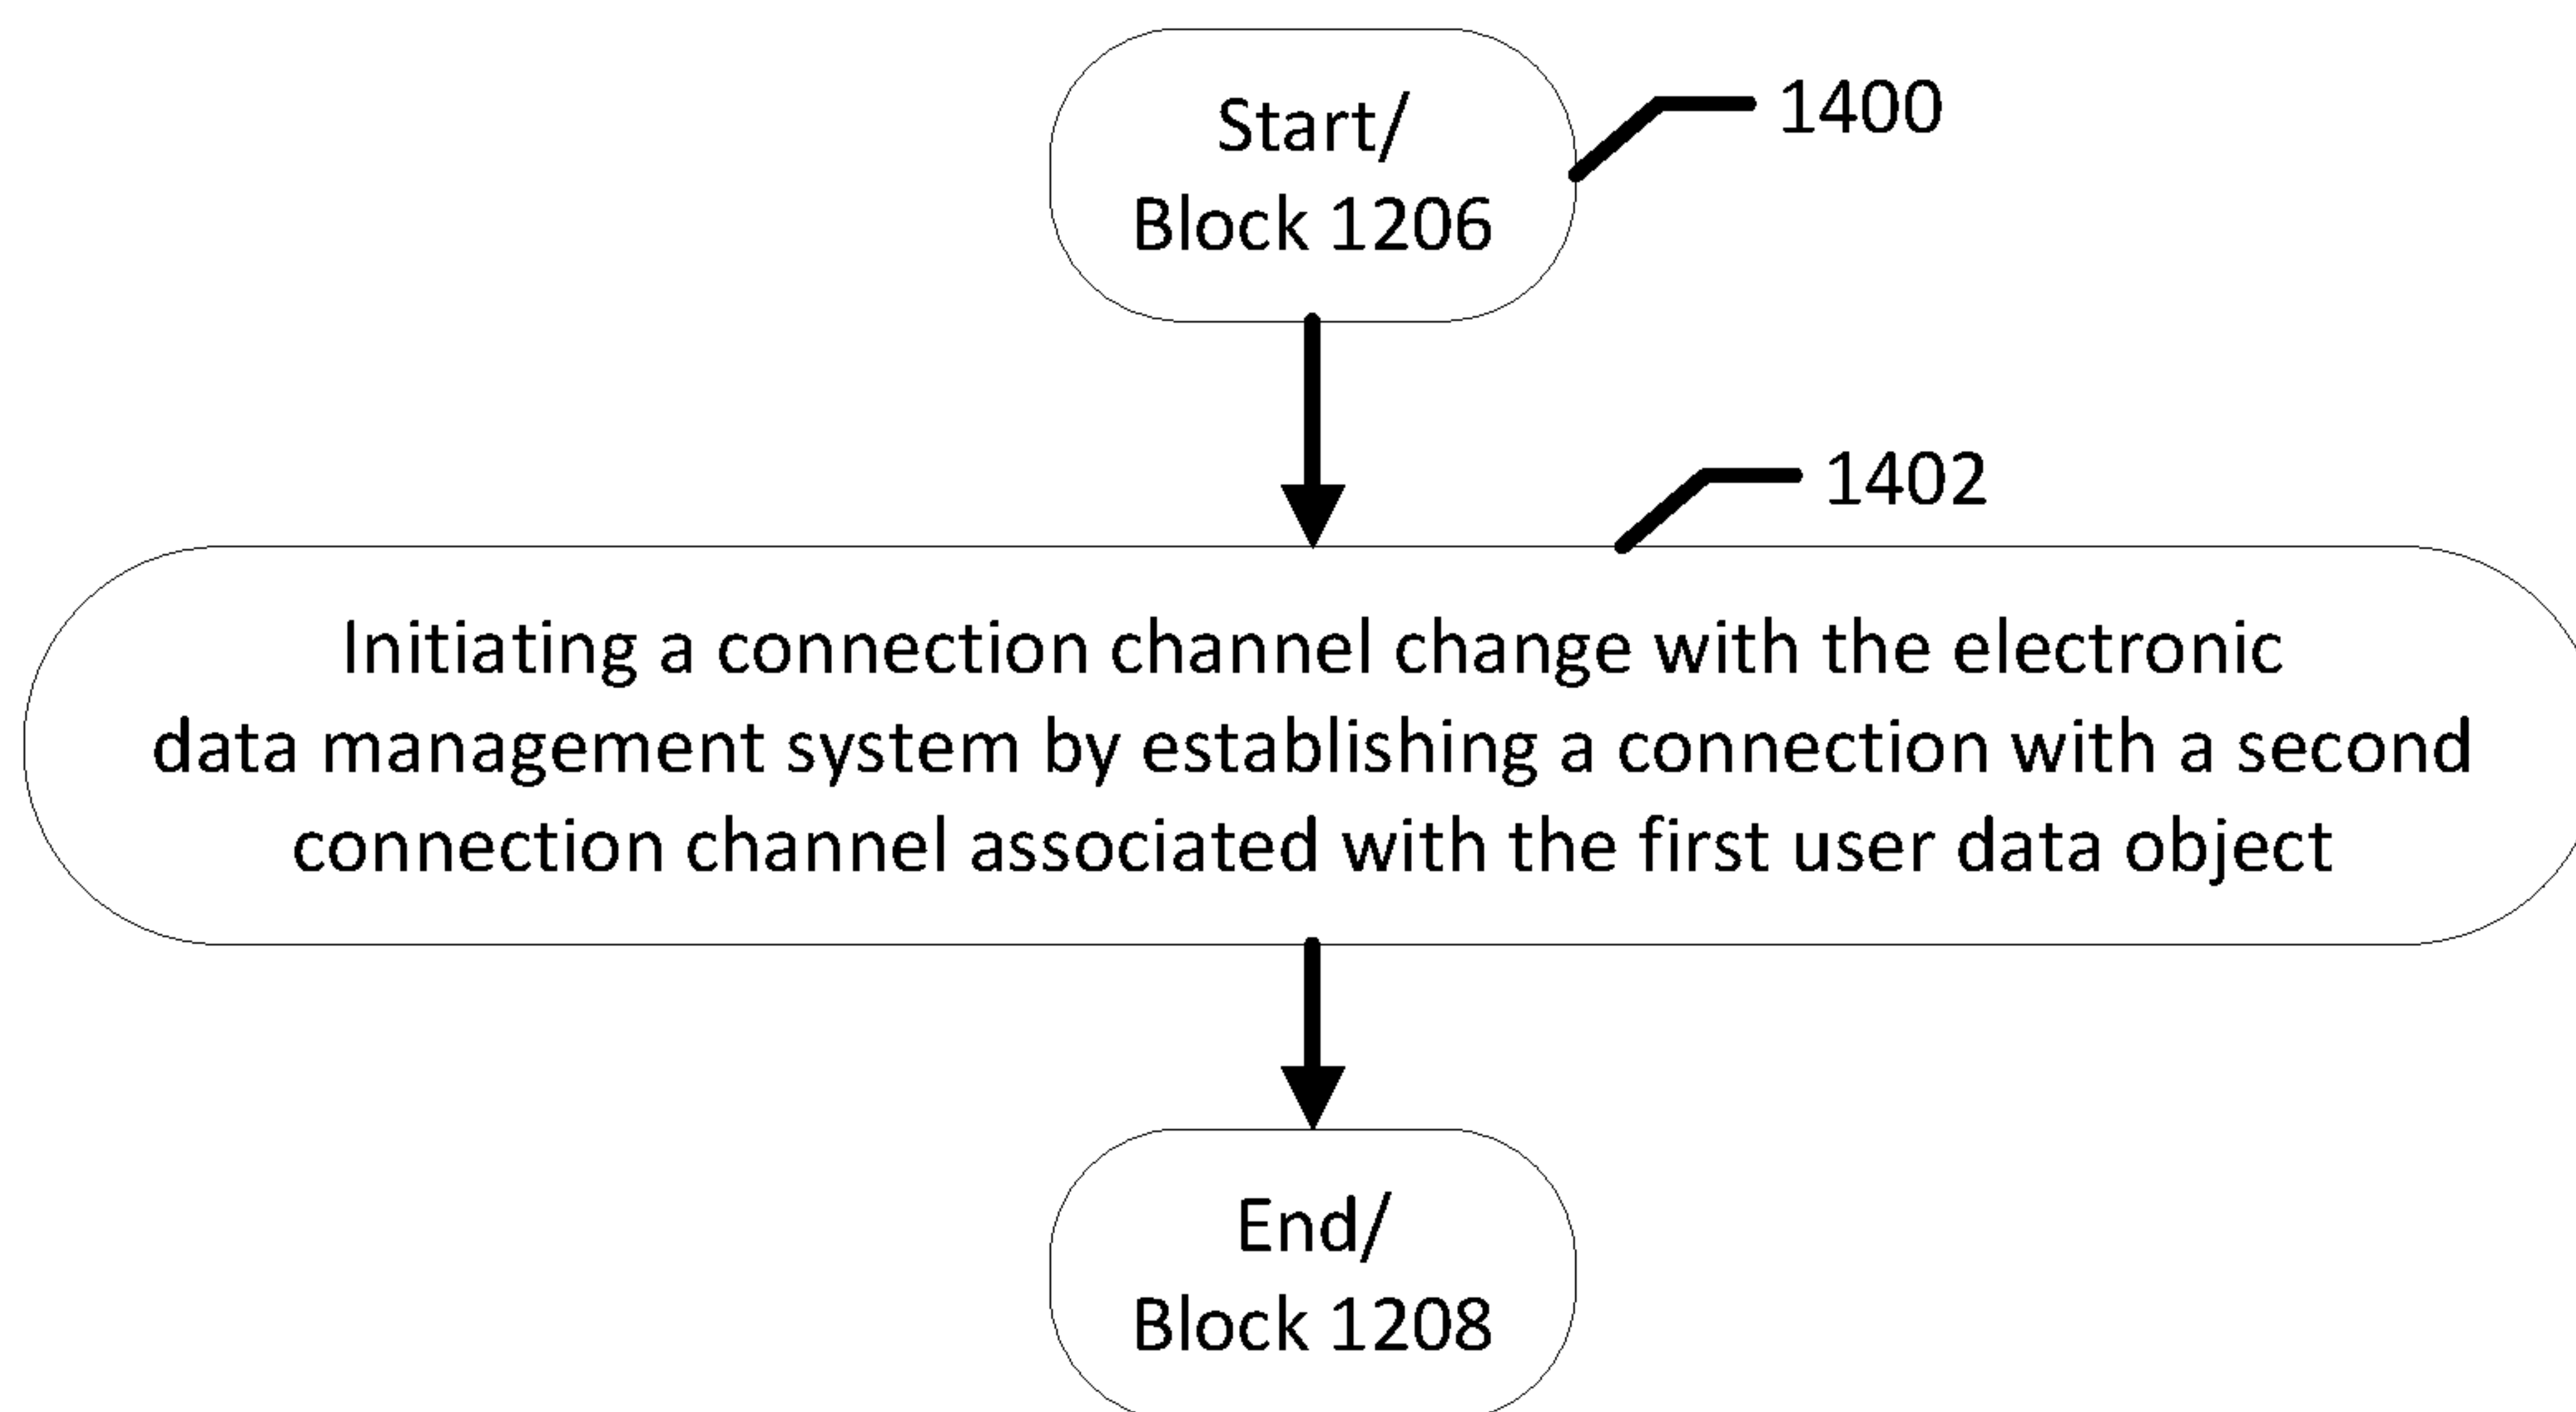 Start/
Block 1206
1400
1402
Initiating a connection channel change with the electronic
data management system by establishing a connection with a second
connection channel associated with the first user data object
End/
Block 1208